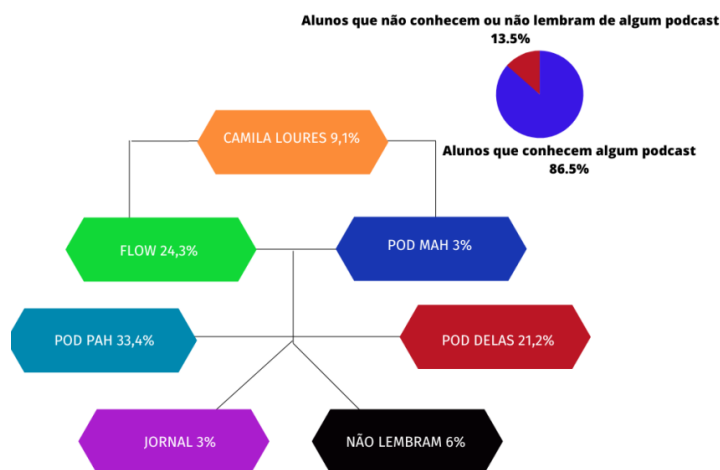 Alunos que não conhecem ou não lembram de algum podcast
13.5%
CAMILA LOURES 9,1%
Alunos que conhecem algum podcast
86.5%
FLOW 24,3%
POD MAH 3%
POD PAH 33,4%
POD DELAS 21,2%
JORNAL 3%
NÃO LEMBRAM 6%